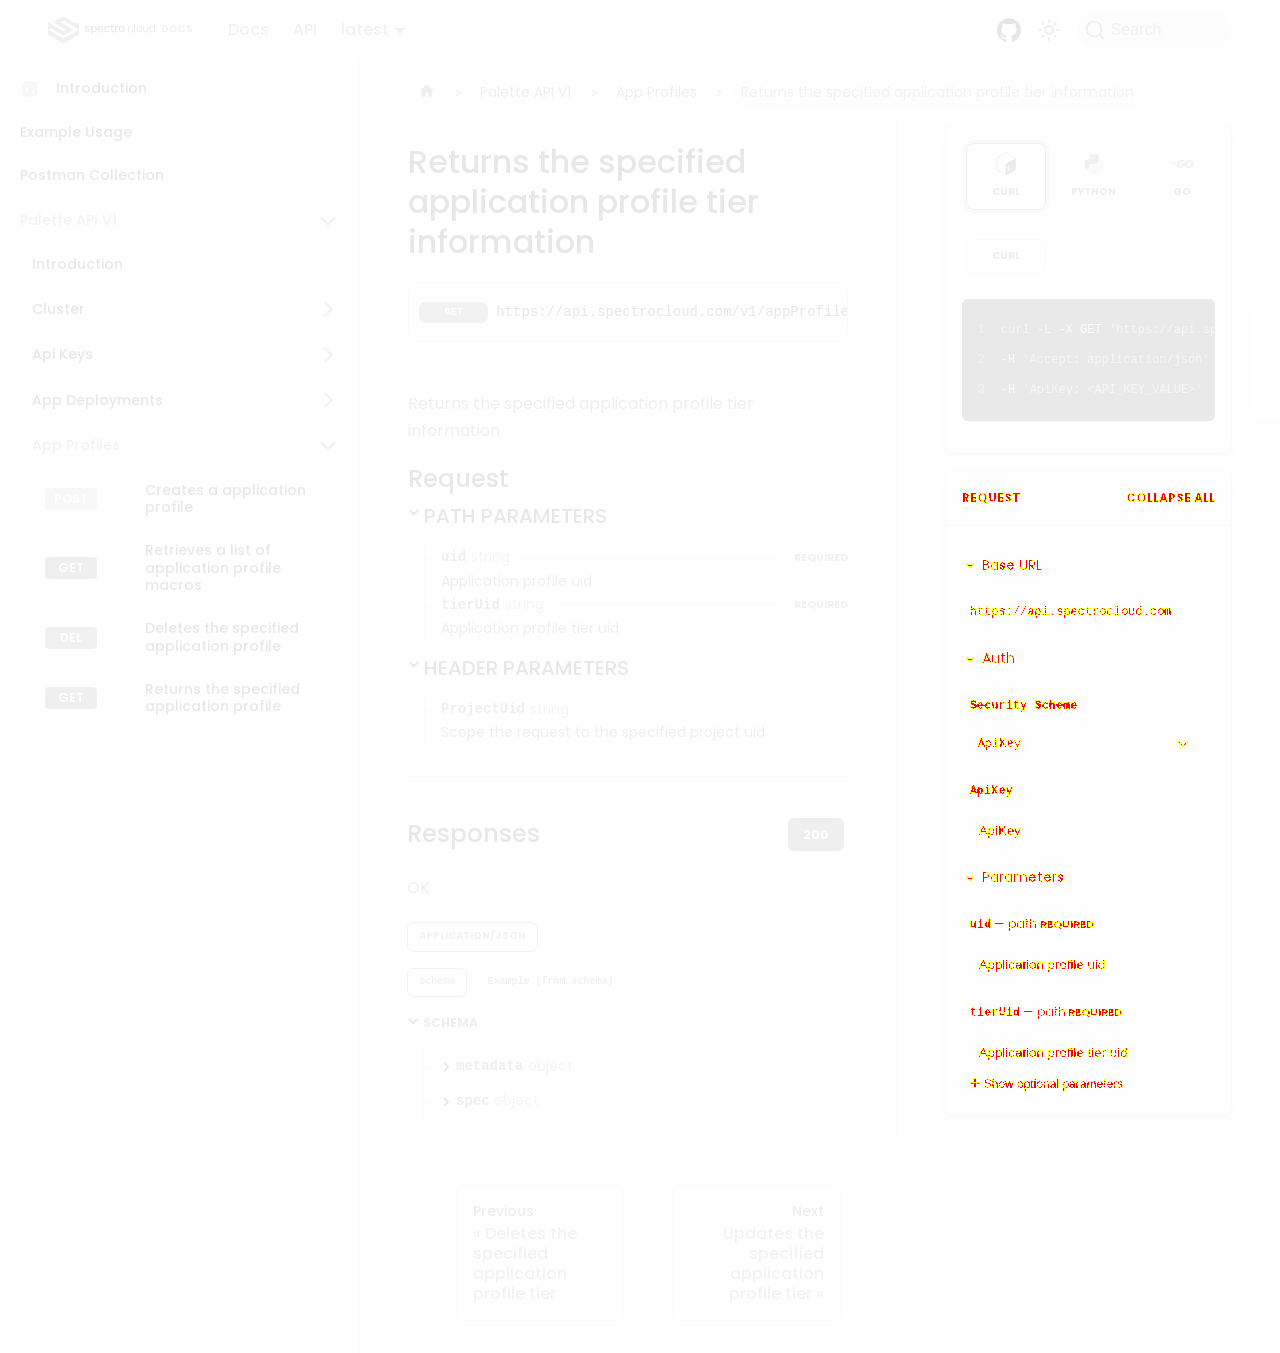 spectro cloud DOCS
Docs
API
latest
Search
Introduction
Example Usage
Postman Collection
Palette API V1
Introduction
Cluster
Api Keys
App Deployments
App Profiles
POST
Creates a application
profile
GET
Retrieves a list of
application profile
macros
DEL
Deletes the specified
application profile
GET
Returns the specified
application profile
Palette API V1
App Profiles
Returns the specified application profile tier information
Returns the specified
application profile tier
information
GET
https://api.spectrocloud.com/v1/appProfile
Returns the specified application profile tier
information
Request
PATH PARAMETERS
uid string
REQUIRED
Application profile uid
tierUid string
REQUIRED
Application profile tier uid
HEADER PARAMETERS
ProjectUid string
Scope the request to the specified project uid
Responses
200
OK
APPLICATION/JSON
Schema
Example (from schema)
SCHEMA
metadata object
spec object
Previous
« Deletes the
specified
application
profile tier
Next
Updates the
specified
application
profile tier »
CURL
PYTHON
GO
GO
CURL
1 curl -L -X GET 'https://api.sp
2 -H 'Accept: application/json'
3 -H 'ApiKey: <API_KEY_VALUE>'
REQUEST
COLLAPSE ALL
Base URL
https://api.spectrocloud.com
Auth
Security Scheme
ApiKey
ApiKey
ApiKey
Parameters
uid — path REQUIRED
Application profile uid
tierUid — path REQUIRED
Application profile tier uid
Show optional parameters